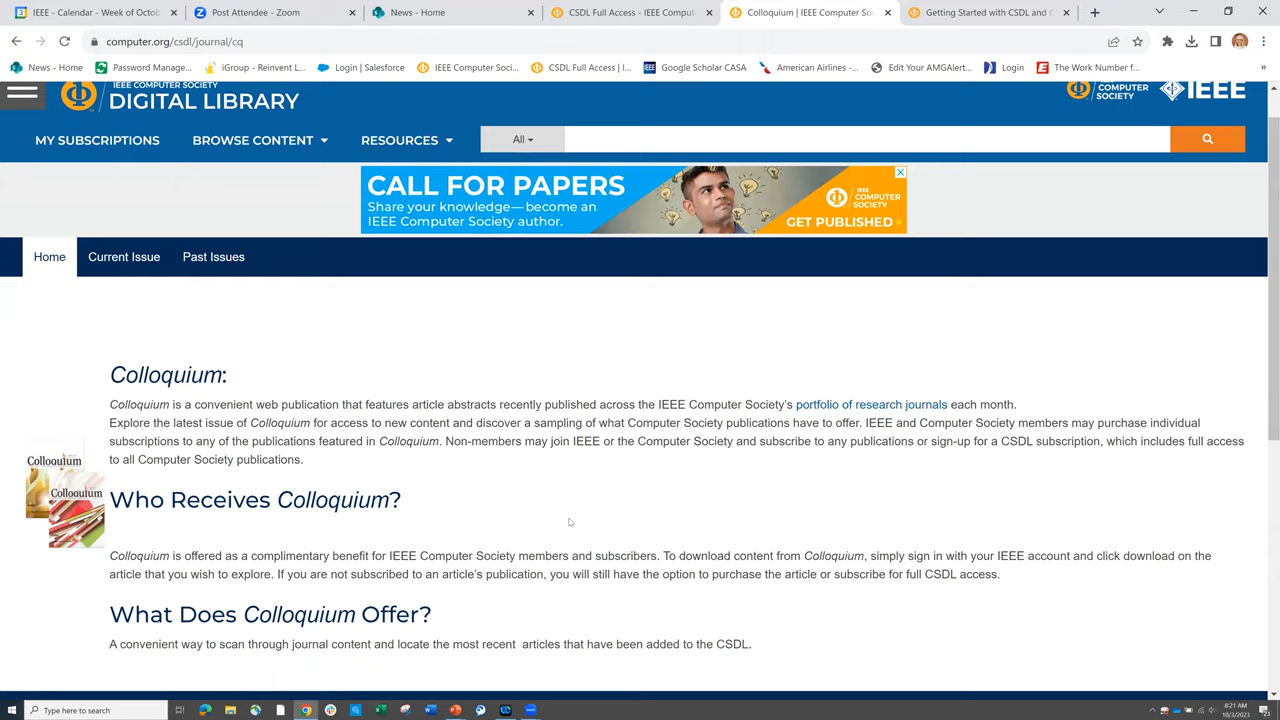 IEEE - Calendar - Week of Octob
Post Attendee - Zoom
News - Home
CSDL Full Access - IEEE Comput
Colloquium | IEEE Computer So
Getting Started with CSDL and C
computer.org/csdl/journal/cq
News - Home
Password Manage...
iGroup - Reinvent L...
Login | Salesforce
IEEE Computer Soci...
CSDL Full Access | I...
Google Scholar CASA
American Airlines -...
Edit Your AMGAlert...
Login
The Work Number f...
»
IEEE COMPUTER SOCIETY
DIGITAL LIBRARY
IEEE
COMPUTER
SOCIETY
IEEE
MY SUBSCRIPTIONS
BROWSE CONTENT
RESOURCES
All
CALL FOR PAPERS
Share your knowledge—become an
IEEE Computer Society author.
IEEE
COMPUTER
SOCIETY
GET PUBLISHED »
Home
Current Issue
Past Issues
Colloquium:
Colloquium is a convenient web publication that features article abstracts recently published across the IEEE Computer Society's portfolio of research journals each month.
Explore the latest issue of Colloquium for access to new content and discover a sampling of what Computer Society publications have to offer. IEEE and Computer Society members may purchase individual
subscriptions to any of the publications featured in Colloquium. Non-members may join IEEE or the Computer Society and subscribe to any publications or sign-up for a CSDL subscription, which includes full access
to all Computer Society publications.
Colloquium
Colloquium
Who Receives Colloquium?
Colloquium is offered as a complimentary benefit for IEEE Computer Society members and subscribers. To download content from Colloquium, simply sign in with your IEEE account and click download on the
article that you wish to explore. If you are not subscribed to an article's publication, you will still have the option to purchase the article or subscribe for full CSDL access.
What Does Colloquium Offer?
A convenient way to scan through journal content and locate the most recent articles that have been added to the CSDL.
Type here to search
8:21 AM
10/3/2023